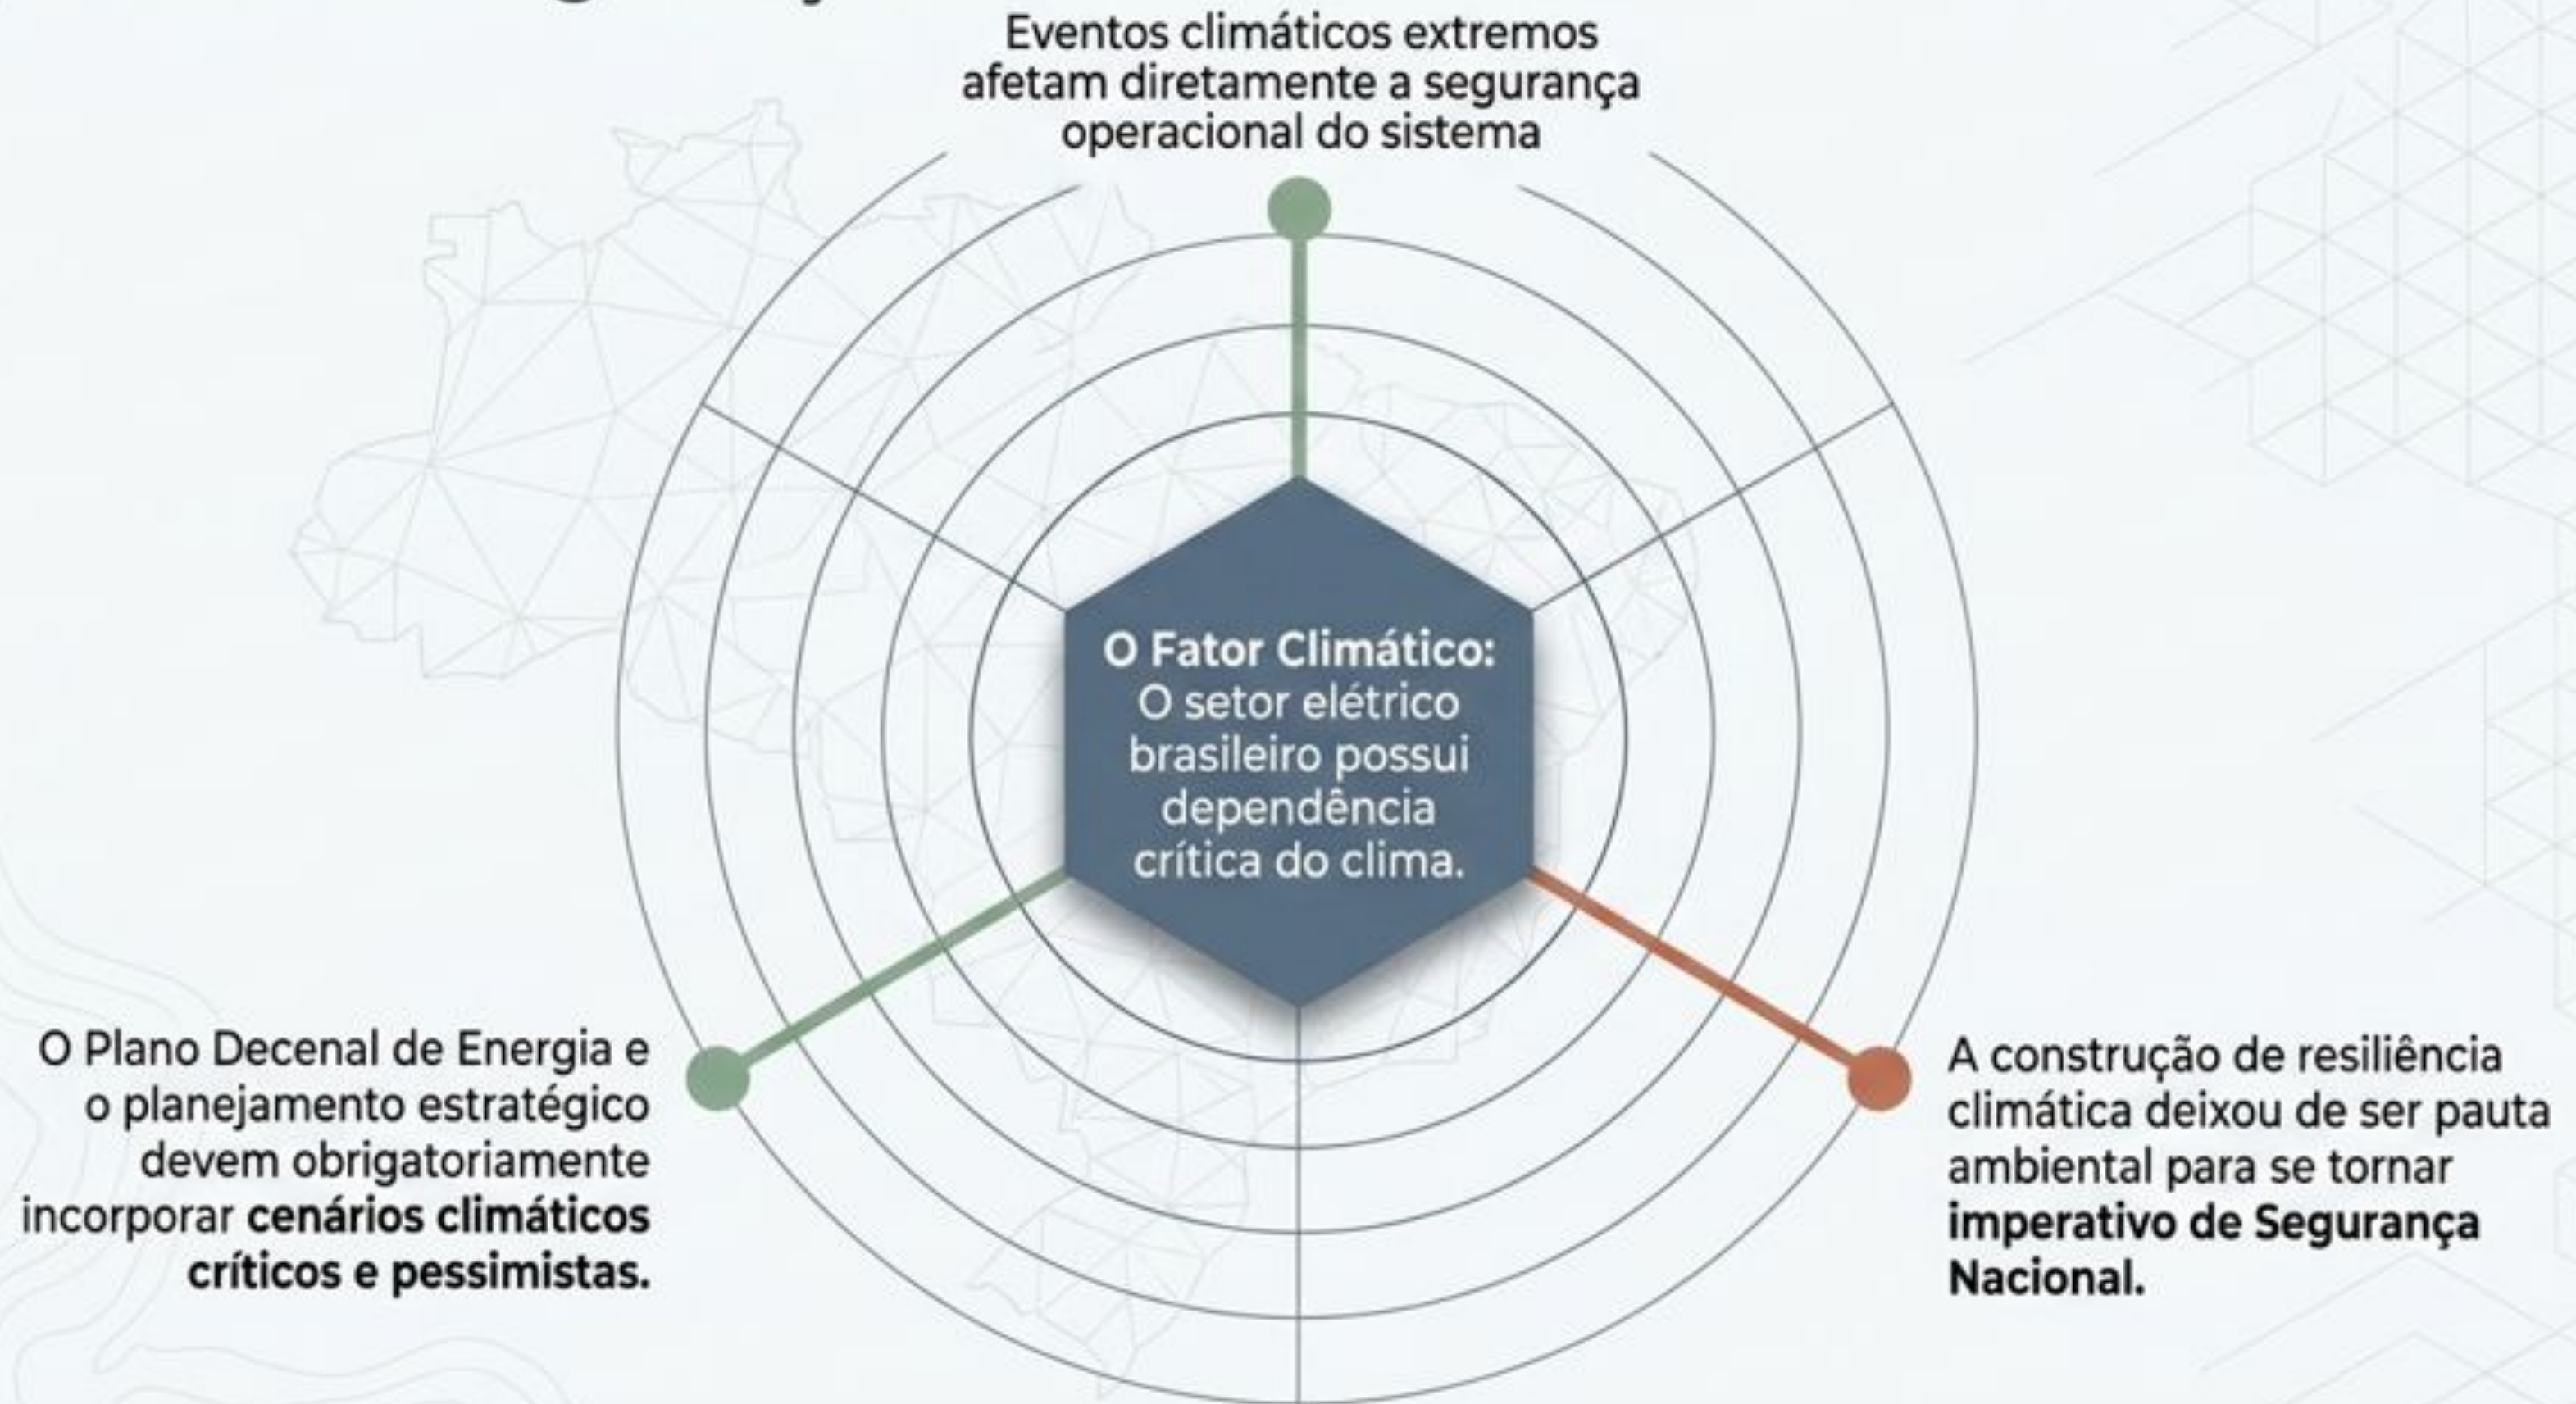 Eventos climáticos extremos
afetam diretamente a segurança
operacional do sistema
O Fator Climático:
O setor elétrico
brasileiro possui
dependência
crítica do clima.
O Plano Decenal de Energia e
o planejamento estratégico
devem obrigatoriamente
incorporar cenários climáticos
críticos e pessimistas.
A construção de resiliência
climática deixou de ser pauta
ambiental para se tornar
imperativo de Segurança
Nacional.